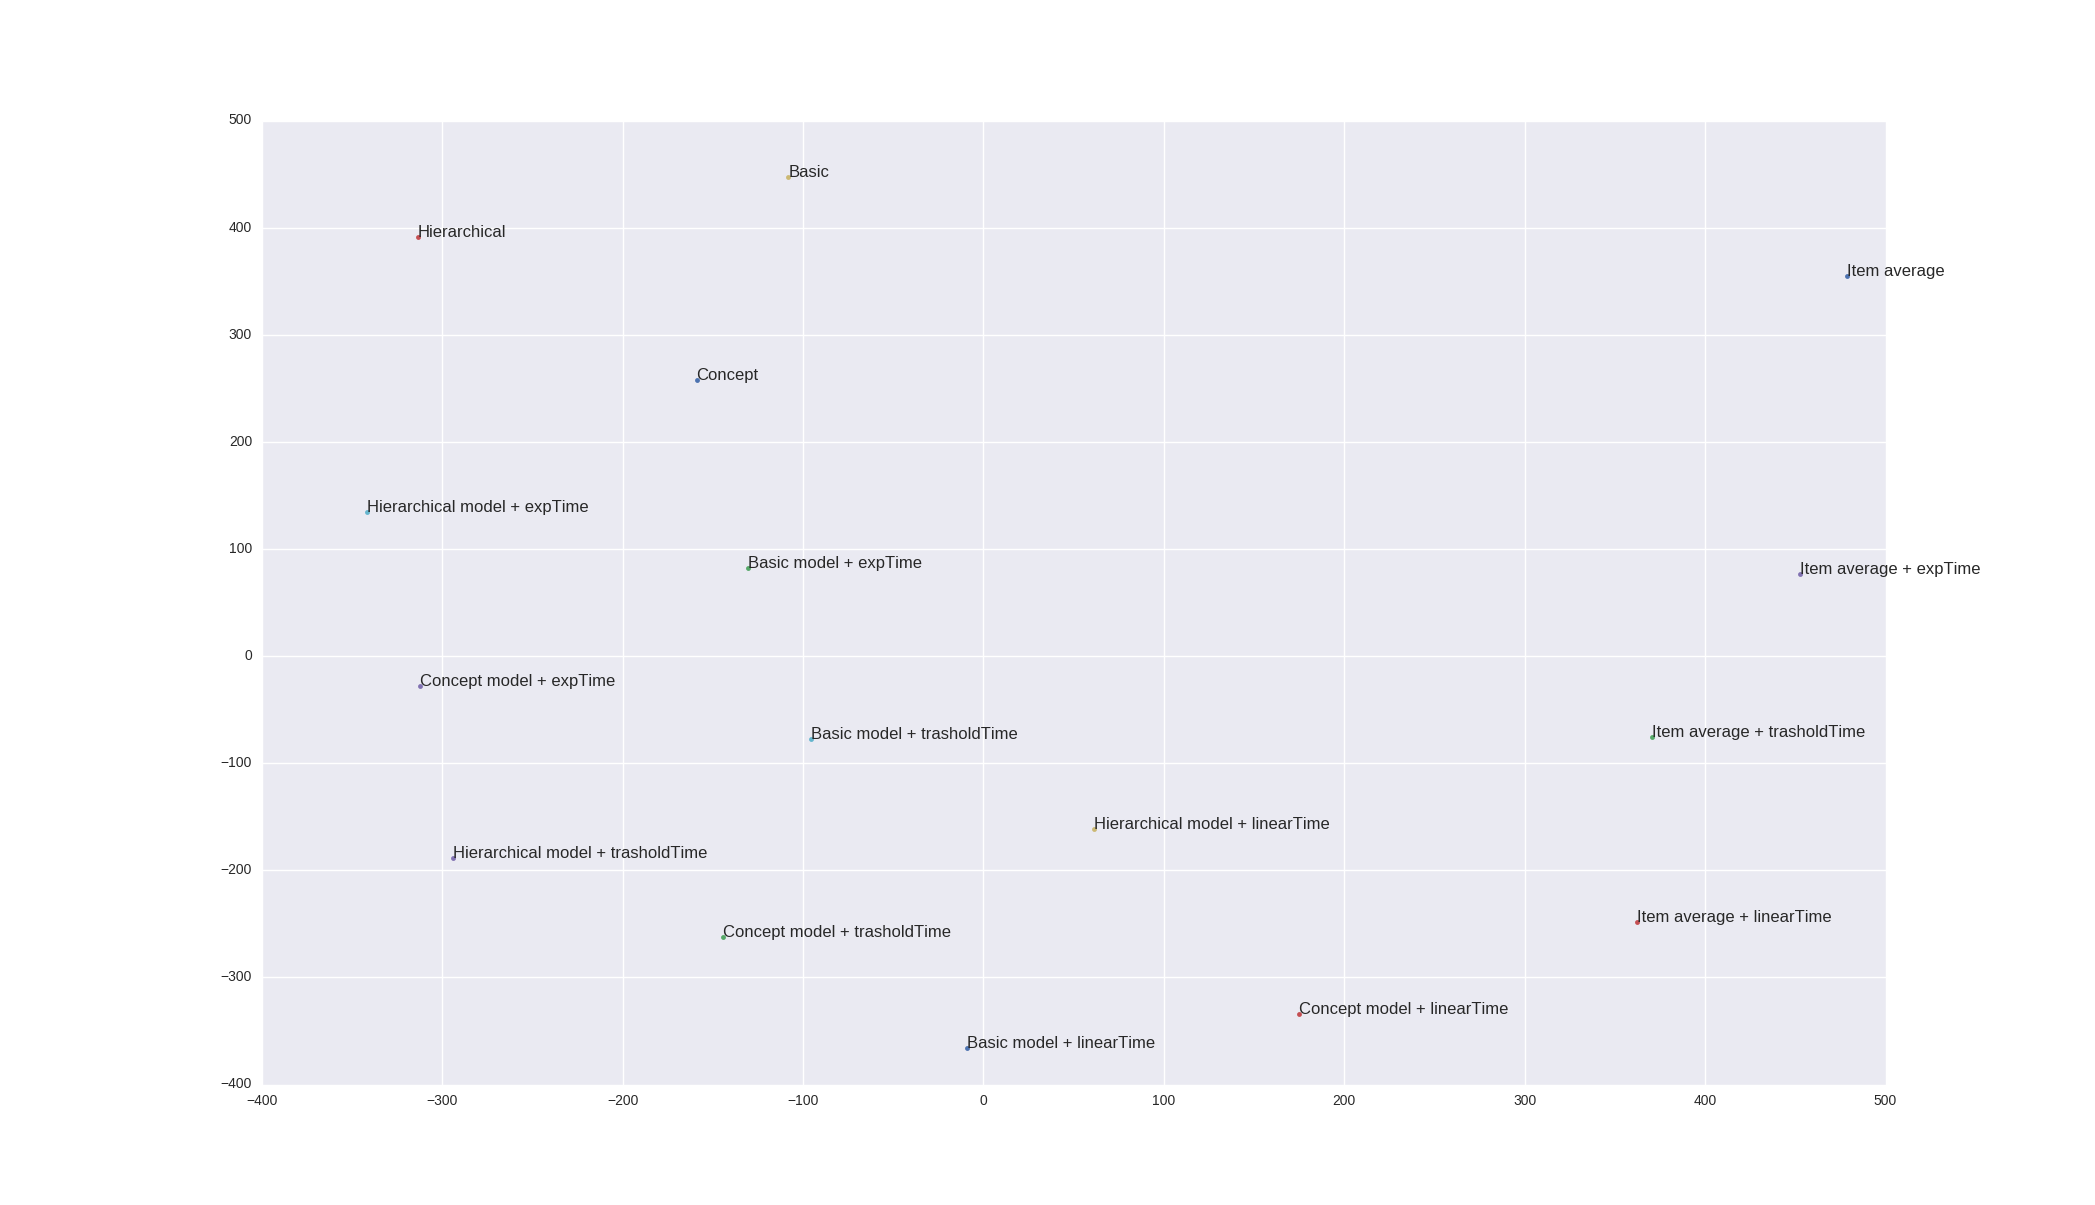 500
Basic
400
Hierarchical
Item average
300
Concept
200
Hierarchical model + expTime
100
Basic model + expTime
Item average + expTime
0
Concept model + expTime
Basic model + trasholdTime
Item average + trasholdTime
−100
Hierarchical model + linearTime
Hierarchical model + trasholdTime
−200
Item average + linearTime
Concept model + trasholdTime
−300
Concept model + linearTime
Basic model + linearTime
−400
−400 −300 −200 −100 0 100 200 300 400 500